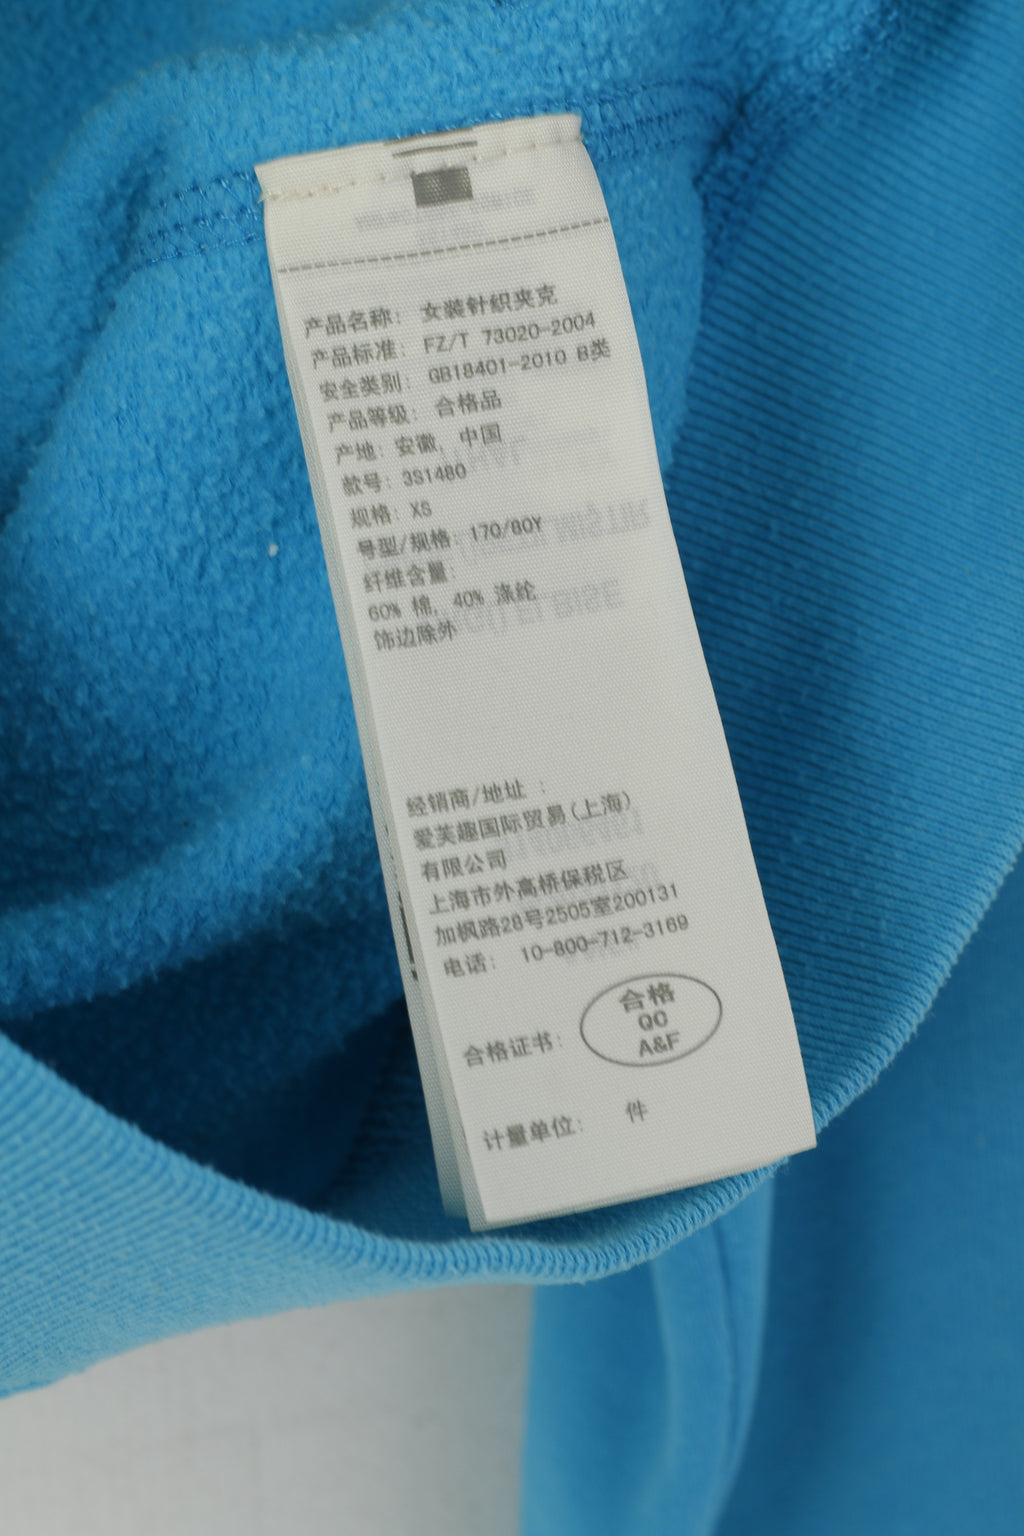 产品名称： 女装针织夹克
产品标准： FZ/T 73020-2004
安全类别： GB18401-2010 B类
产品等级： 合格品
产地：安徽, 中国
款号：3S1480
规格：XS
号型/规格：170/80Y
纤维含量：
60% 棉, 40% 涤纶
饰边除外
经销商/地址 ：
爱芙趣国际贸易(上海)
有限公司
上海市外高桥保税区
加枫路28号2505室200131
电话： 10-800-712-3169
合格证书：
合格
QC
A&F
计量单位： 件